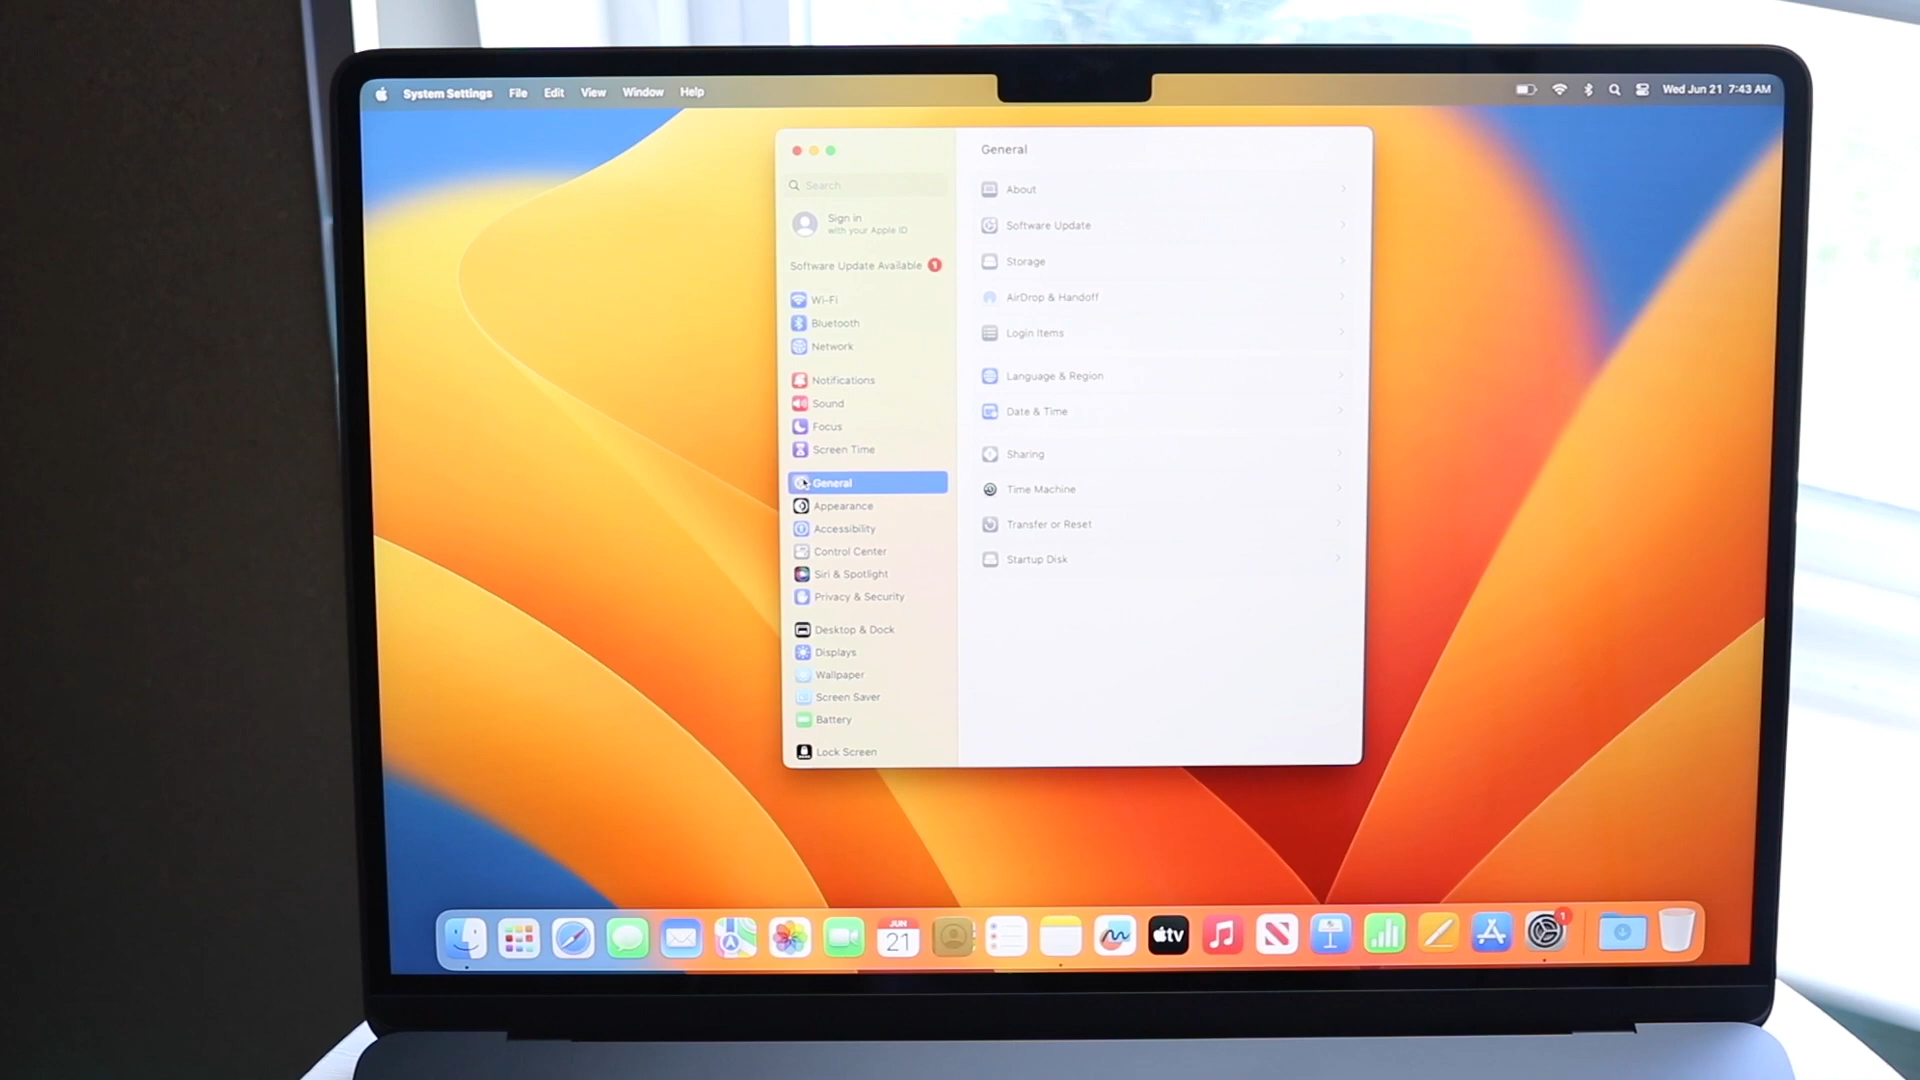 System Settings File Edit View Window Help
Wed Jun 21 7:43 AM
Search
Sign in
with your Apple ID
Software Update Available 1
Wi-Fi
Bluetooth
Network
Notifications
Sound
Focus
Screen Time
General
Appearance
Accessibility
Control Center
Siri & Spotlight
Privacy & Security
Desktop & Dock
Displays
Wallpaper
Screen Saver
Battery
Lock Screen
General
About
Software Update
Storage
AirDrop & Handoff
Login Items
Language & Region
Date & Time
Sharing
Time Machine
Transfer or Reset
Startup Disk
JUN
21
tv
1